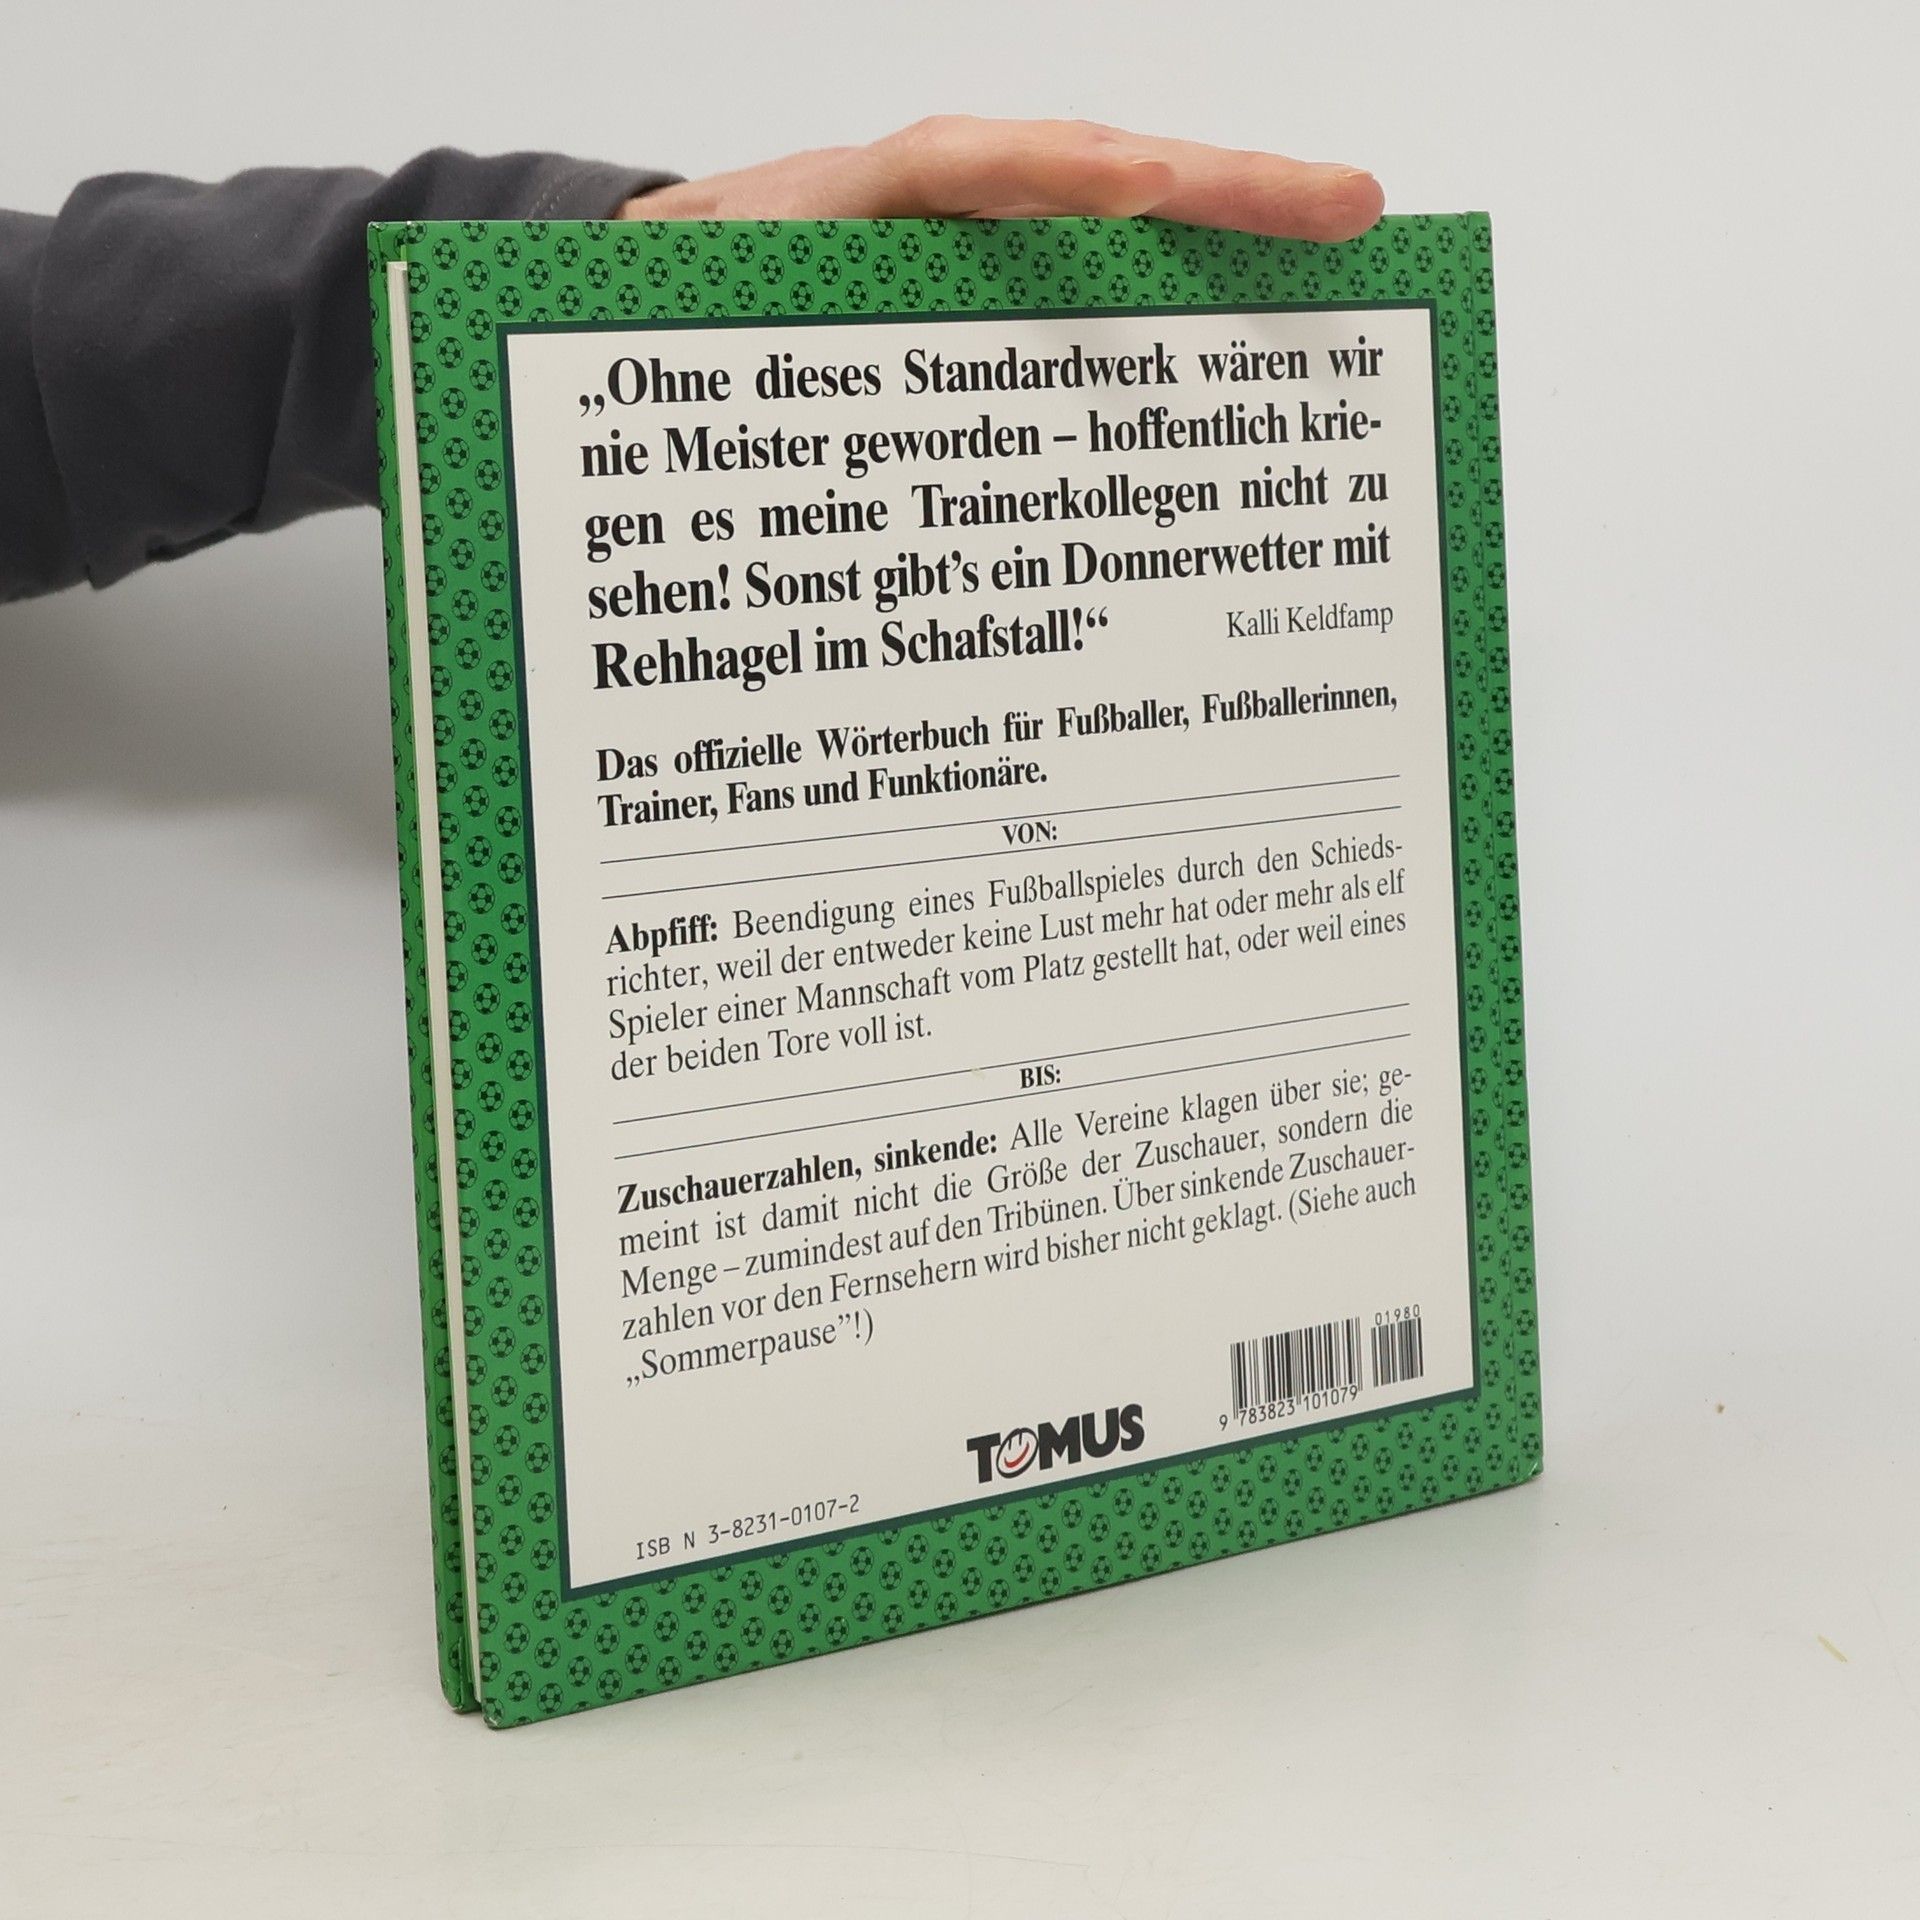 „Ohne dieses Standardwerk wären wir
nie Meister geworden – hoffentlich krie-
gen es meine Trainerkollegen nicht zu
sehen! Sonst gibt’s ein Donnerwetter mit
Rehhagel im Schafstall!“ Kalli Keldfamp
Das offizielle Wörterbuch für Fußballer, Fußballerinnen,
Trainer, Fans und Funktionäre.
VON:
Abpfiff: Beendigung eines Fußballspieles durch den Schieds-
richter, weil der entweder keine Lust mehr hat oder mehr als elf
Spieler einer Mannschaft vom Platz gestellt hat, oder weil eines
der beiden Tore voll ist.
BIS:
Zuschauerzahlen, sinkende: Alle Vereine klagen über sie; ge-
meint ist damit nicht die Größe der Zuschauer, sondern die
Menge – zumindest auf den Tribünen. Über sinkende Zuschauer-
zahlen vor den Fernsehern wird bisher nicht geklagt. (Siehe auch
„Sommerpause”!)
01980
9 783823 101079
TOMUS
ISB N 3-8231-0107-2